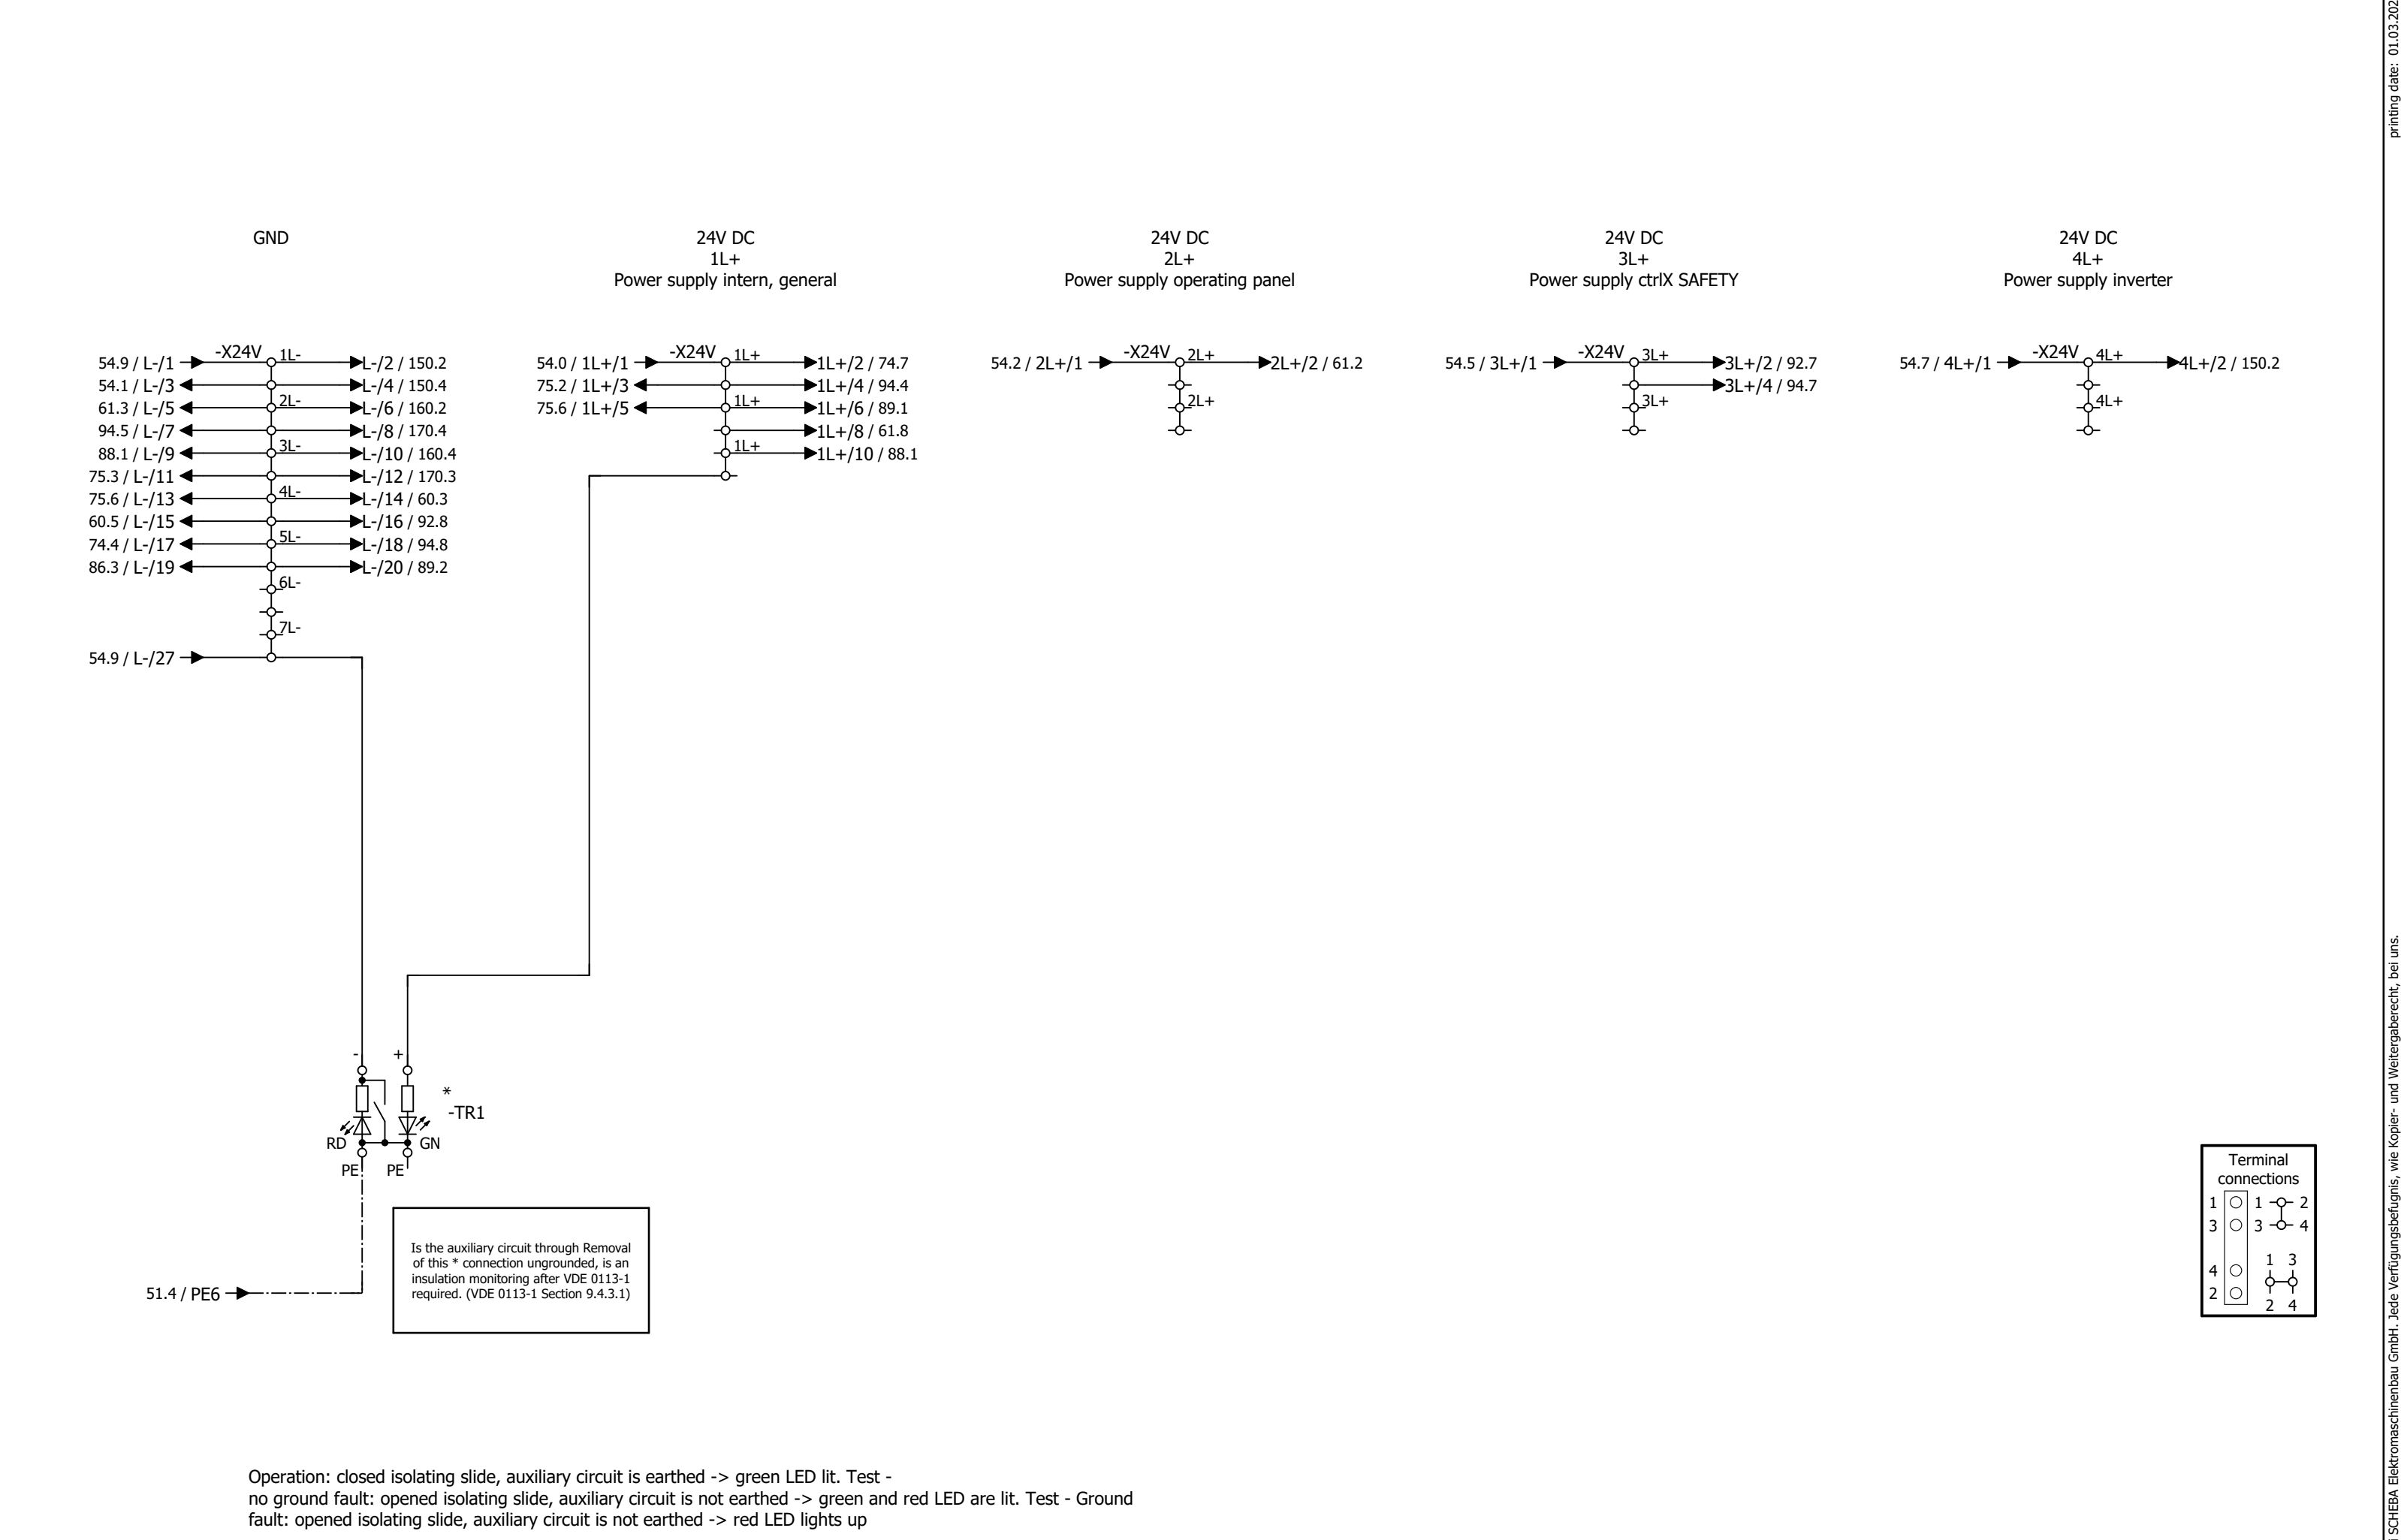 GND
24V DC
1L+
Power supply intern, general
24V DC
2L+
Power supply operating panel
24V DC
3L+
Power supply ctrlX SAFETY
24V DC
4L+
Power supply inverter
54.9 / L-/1 -X24V 1L- L-/2 / 150.2
54.1 / L-/3 L-/4 / 150.4
61.3 / L-/5 2L- L-/6 / 160.2
94.5 / L-/7 L-/8 / 170.4
88.1 / L-/9 3L- L-/10 / 160.4
75.3 / L-/11 L-/12 / 170.3
75.6 / L-/13 4L- L-/14 / 60.3
60.5 / L-/15 L-/16 / 92.8
74.4 / L-/17 5L- L-/18 / 94.8
86.3 / L-/19 L-/20 / 89.2
6L-
7L-
54.9 / L-/27
54.0 / 1L+/1 -X24V 1L+ 1L+/2 / 74.7
75.2 / 1L+/3 1L+/4 / 94.4
75.6 / 1L+/5 1L+ 1L+/6 / 89.1
1L+/8 / 61.8
1L+ 1L+/10 / 88.1
54.2 / 2L+/1 -X24V 2L+ 2L+/2 / 61.2
2L+
54.5 / 3L+/1 -X24V 3L+ 3L+/2 / 92.7
3L+/4 / 94.7
3L+
54.7 / 4L+/1 -X24V 4L+ 4L+/2 / 150.2
4L+
- +
*
-TR1
RD GN
PE PE
51.4 / PE6
Is the auxiliary circuit through Removal
of this * connection ungrounded, is an
insulation monitoring after VDE 0113-1
required. (VDE 0113-1 Section 9.4.3.1)
Terminal
connections
1 1 2
3 3 4
1 3
4
2 2 4
Operation: closed isolating slide, auxiliary circuit is earthed -> green LED lit. Test -
no ground fault: opened isolating slide, auxiliary circuit is not earthed -> green and red LED are lit. Test - Ground
fault: opened isolating slide, auxiliary circuit is not earthed -> red LED lights up
printing date: 01.03.202
SCHEBA Elektromaschinenbau GmbH. Jede Verfügungsbefugnis, wie Kopier- und Weitergaberecht, bei uns.